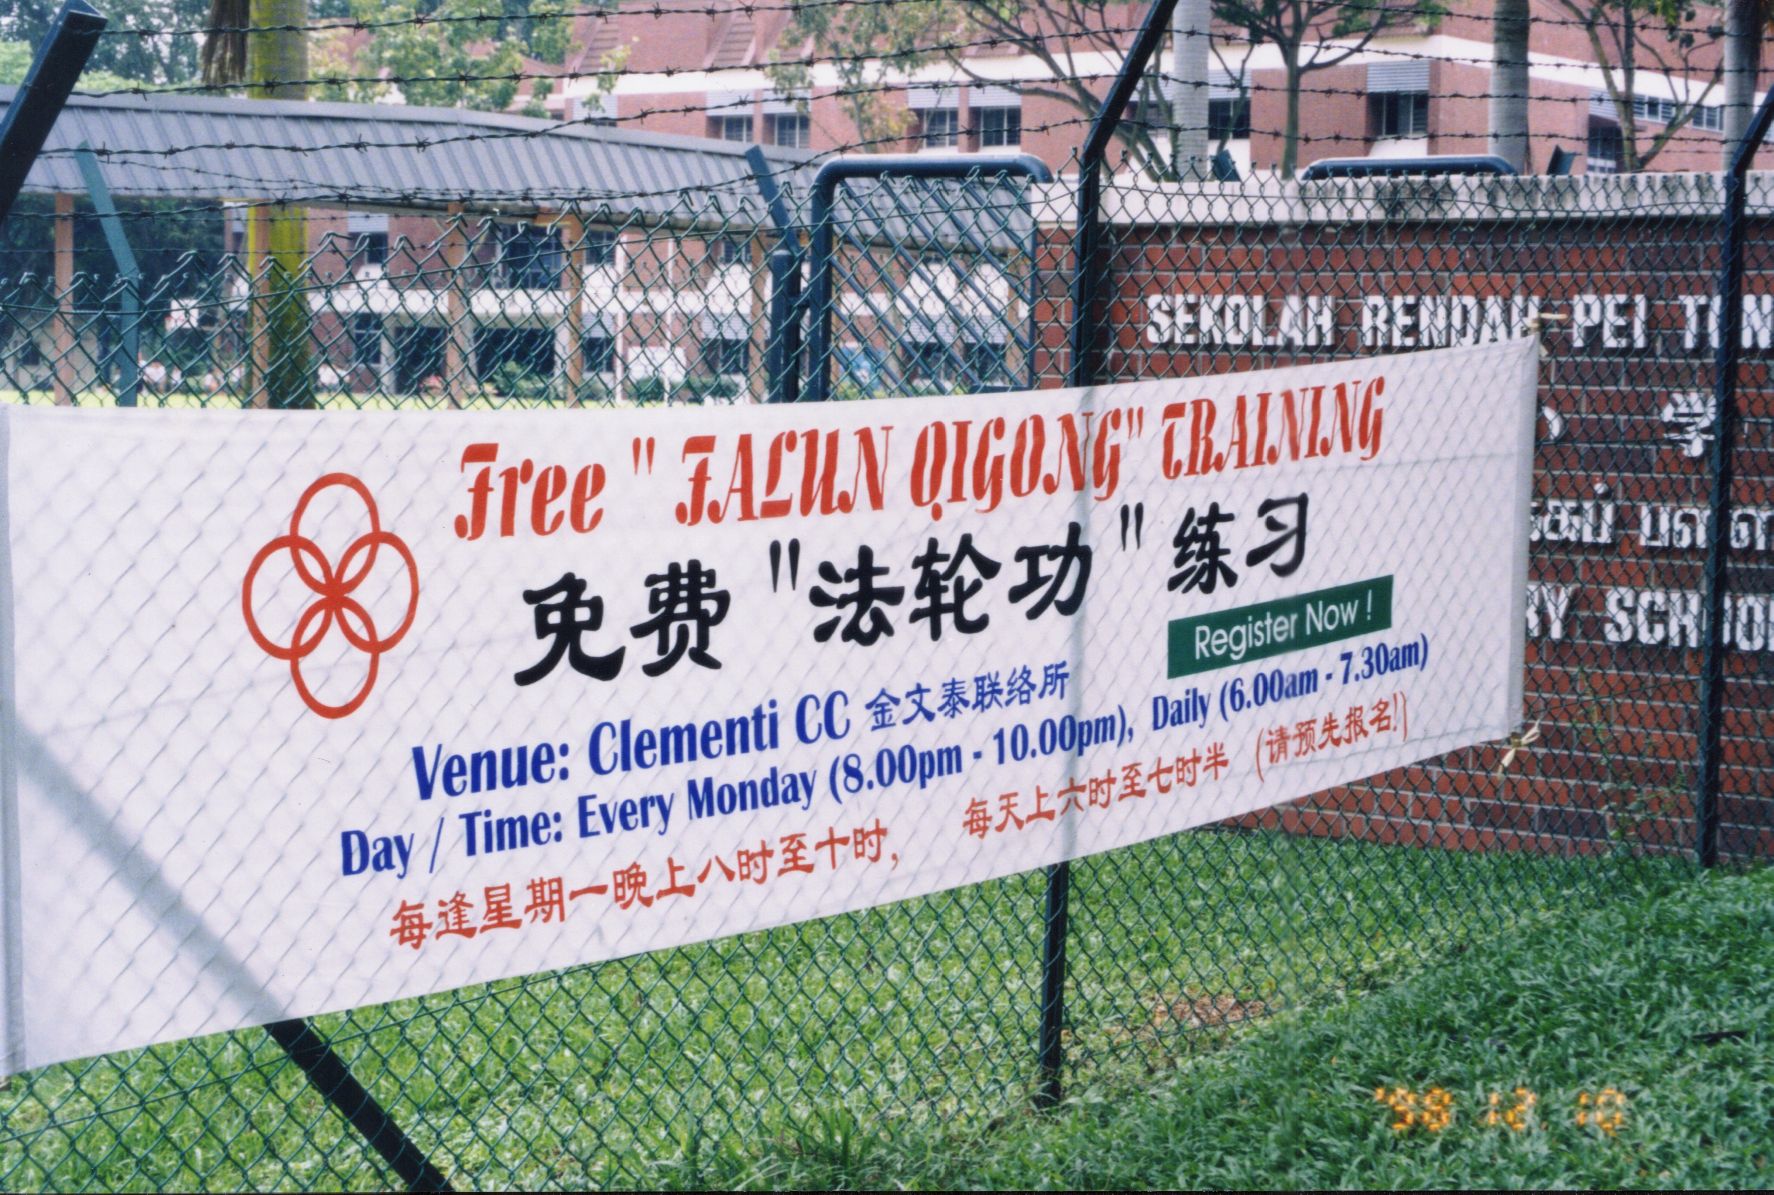 SEKOLAH RENDAH PEI
学
RY SCHOOL
Free "FALUN QIGONG" TRAINING
免费"法轮功"练习
Register Now !
Venue: Clementi CC 金文泰联络所
Day / Time: Every Monday (8.00pm - 10.00pm), Daily (6.00am - 7.30am)
每逢星期一晚上八时至十时, 每天上六时至七时半 (请预先报名!)
'98 12 10